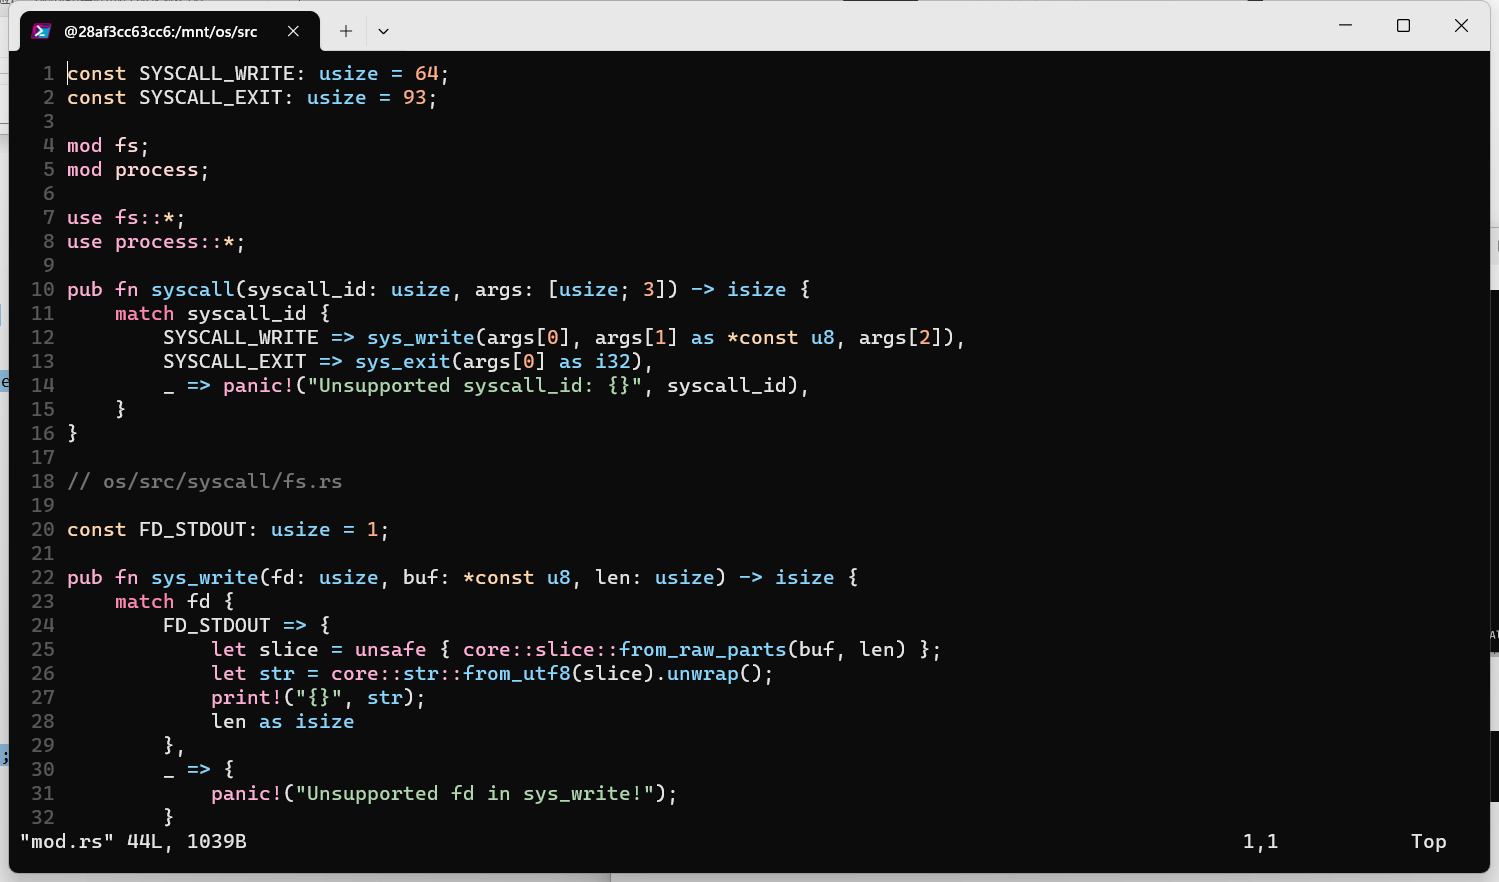 @28af3cc63cc6:/mnt/os/src
1 const SYSCALL_WRITE: usize = 64;
2 const SYSCALL_EXIT: usize = 93;
3
4 mod fs;
5 mod process;
6
7 use fs::*;
8 use process::*;
9
10 pub fn syscall(syscall_id: usize, args: [usize; 3]) -> isize {
11     match syscall_id {
12         SYSCALL_WRITE => sys_write(args[0], args[1] as *const u8, args[2]),
13         SYSCALL_EXIT => sys_exit(args[0] as i32),
14         _ => panic!("Unsupported syscall_id: {}", syscall_id),
15     }
16 }
17
18 // os/src/syscall/fs.rs
19
20 const FD_STDOUT: usize = 1;
21
22 pub fn sys_write(fd: usize, buf: *const u8, len: usize) -> isize {
23     match fd {
24         FD_STDOUT => {
25             let slice = unsafe { core::slice::from_raw_parts(buf, len) };
26             let str = core::str::from_utf8(slice).unwrap();
27             print!("{}", str);
28             len as isize
29         },
30         _ => {
31             panic!("Unsupported fd in sys_write!");
32         }
"mod.rs" 44L, 1039B 1,1 Top